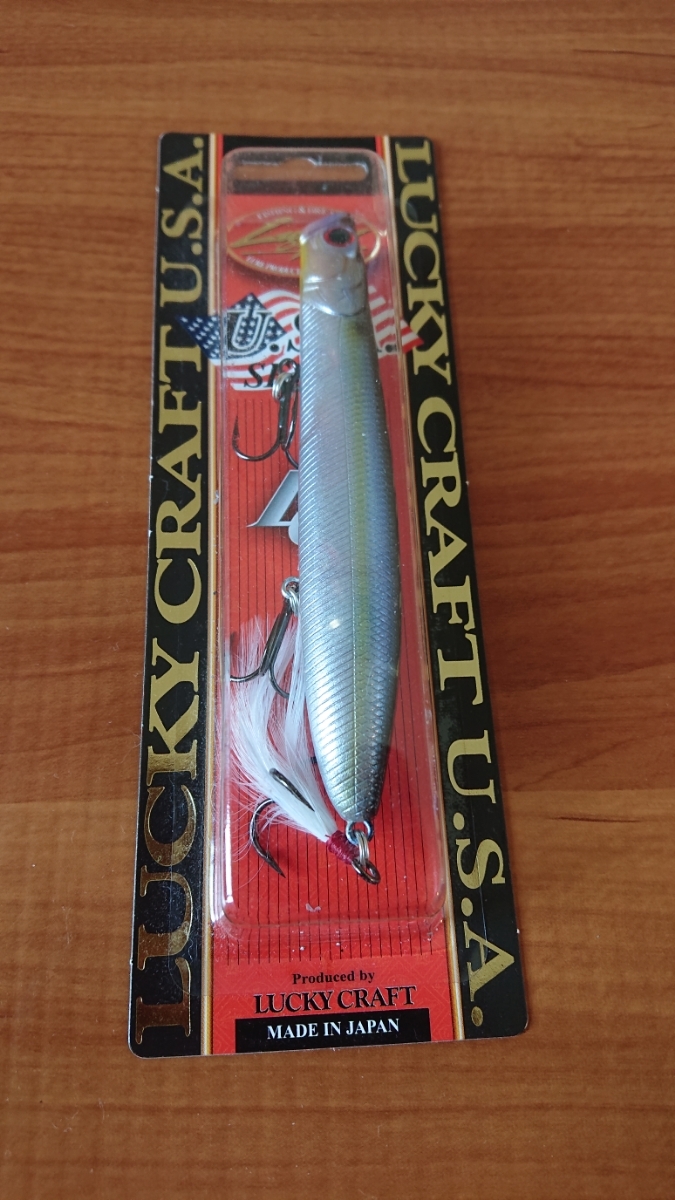 LUCKY CRAFT U.S.A.
LUCKY CRAFT U.S.A.
U.S.
Produced by
LUCKY CRAFT
MADE IN JAPAN